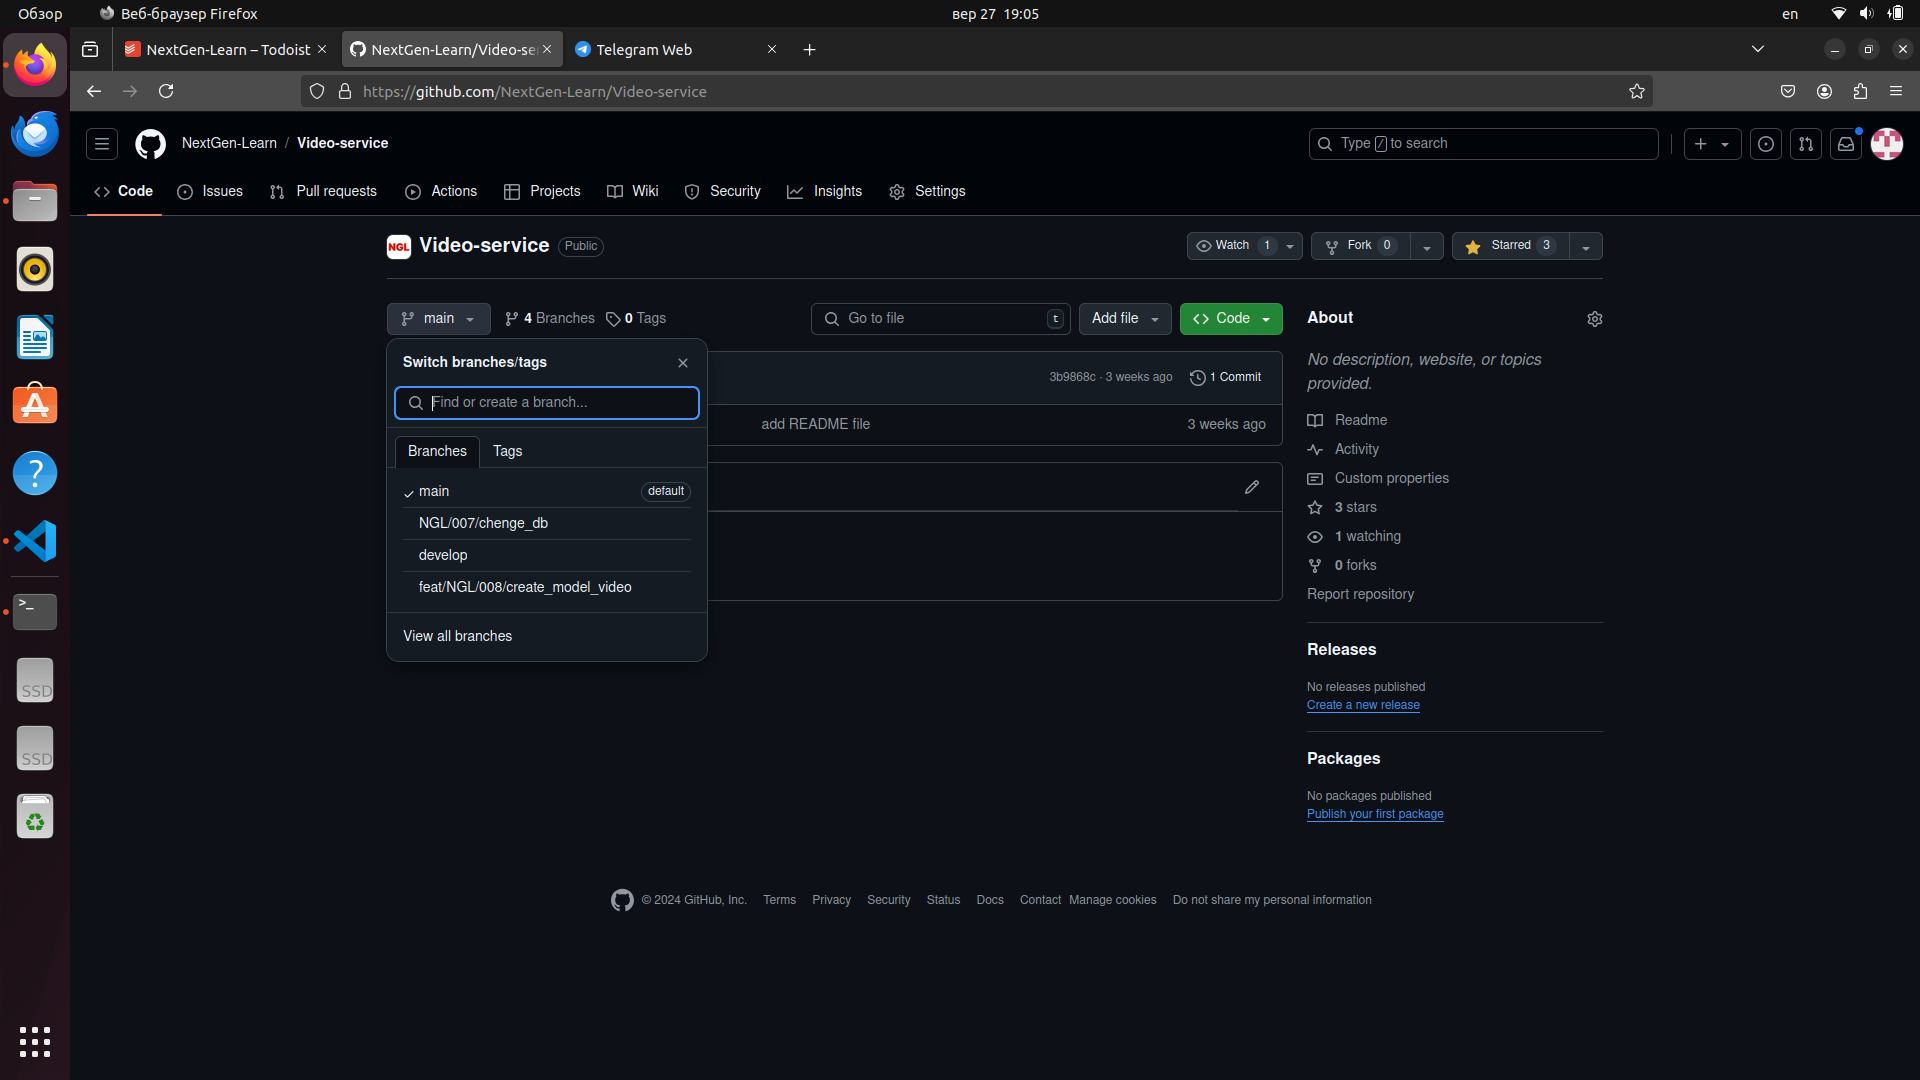 Обзор
Веб-браузер Firefox
вер 27 19:05
en
NextGen-Learn – Todoist
NextGen-Learn/Video-se
Telegram Web
https://github.com/NextGen-Learn/Video-service
NextGen-Learn / Video-service
Type / to search
Code
Issues
Pull requests
Actions
Projects
Wiki
Security
Insights
Settings
NGL
Video-service
Public
Watch 1
Fork 0
Starred 3
main
4 Branches
0 Tags
Go to file
t
Add file
Code
About
Switch branches/tags
Find or create a branch...
Branches
Tags
main
default
NGL/007/chenge_db
develop
feat/NGL/008/create_model_video
View all branches
3b9868c · 3 weeks ago
1 Commit
add README file
3 weeks ago
No description, website, or topics
provided.
Readme
Activity
Custom properties
3 stars
1 watching
0 forks
Report repository
Releases
No releases published
Create a new release
Packages
No packages published
Publish your first package
© 2024 GitHub, Inc.
Terms
Privacy
Security
Status
Docs
Contact
Manage cookies
Do not share my personal information
>_
SSD
SSD